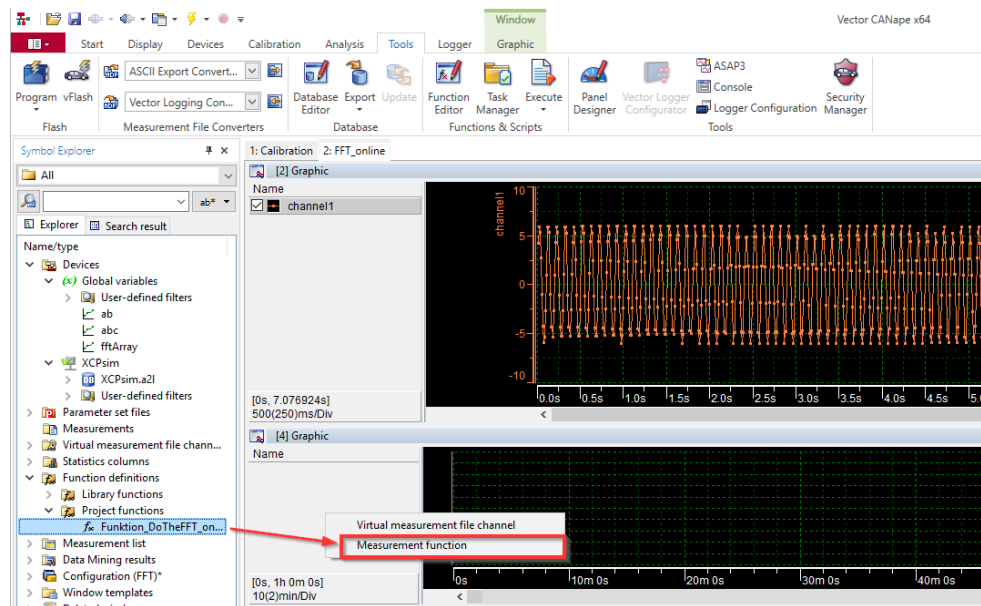 Window
Vector CANape x64
Start Display Devices Calibration Analysis Tools Logger Graphic
ASCII Export Convert...
Vector Logging Con...
Program vFlash
Database Editor
Export Update
Function Editor
Task Manager
Execute
Panel Designer
Vector Logger Configurator
ASAP3
Console
Logger Configuration
Security Manager
Flash Measurement File Converters Database Functions & Scripts Tools
Symbol Explorer
1: Calibration 2: FFT_online
All
[2] Graphic
Name
channel1
ab*
Explorer Search result
Name/type
Devices
(x) Global variables
User-defined filters
ab
abc
fftArray
XCPsim
XCPsim.a2l
User-defined filters
Parameter set files
Measurements
Virtual measurement file chann...
Statistics columns
Function definitions
Library functions
Project functions
Funktion_DoTheFFT_on...
Measurement list
Data Mining results
Configuration (FFT)*
Window templates
channel1
10
5
0
-5
-10
0.0s 0.5s 1.0s 1.5s 2.0s 2.5s 3.0s 3.5s 4.0s 4.5s 5.
[0s, 7.076924s]
500(250)ms/Div
[4] Graphic
Name
Virtual measurement file channel
Measurement function
0s 10m 0s 20m 0s 30m 0s 40m 0s
[0s, 1h 0m 0s]
10(2)min/Div